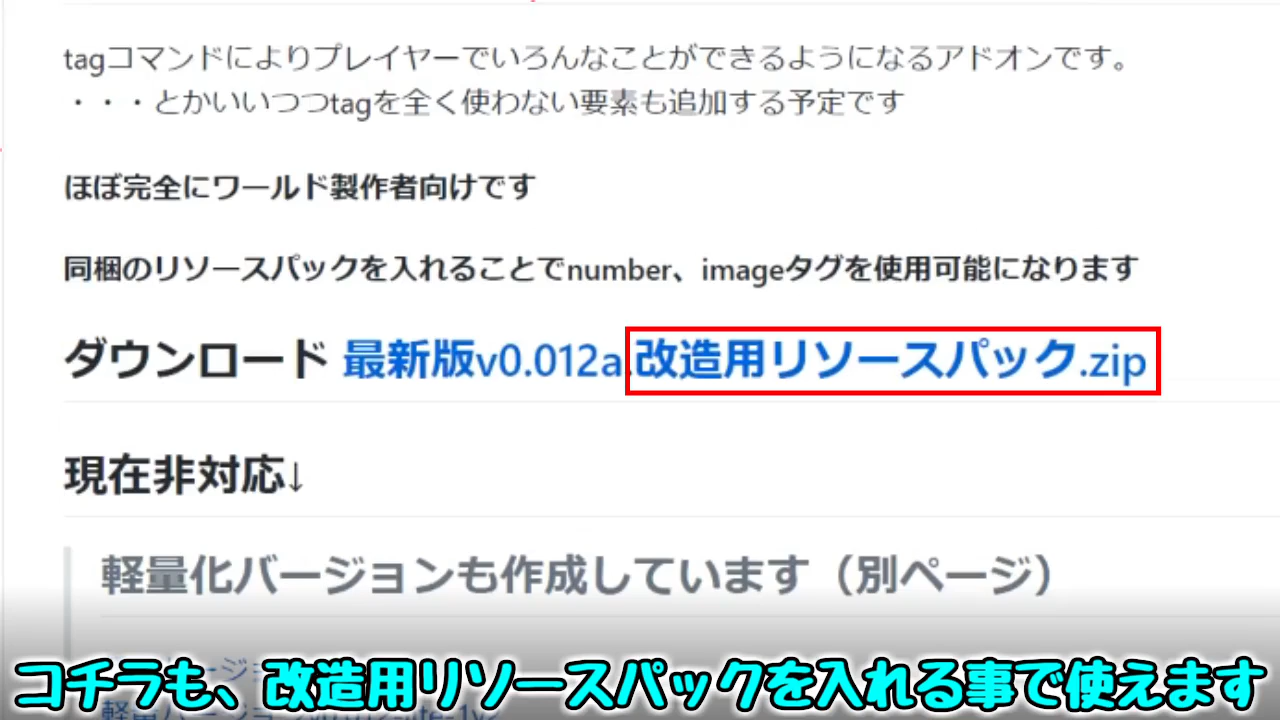 tagコマンドによりプレイヤーでいろんなことができるようになるアドオンです。
・・・とかいいつつtagを全く使わない要素も追加する予定です
ほぼ完全にワールド製作者向けです
同梱のリソースパックを入れることでnumber、imageタグを使用可能になります
ダウンロード 最新版v0.012a.改造用リソースパック.zip
現在非対応↓
軽量化バージョンも作成しています（別ページ）
コチラも、改造用リソースパックを入れる事で使えます